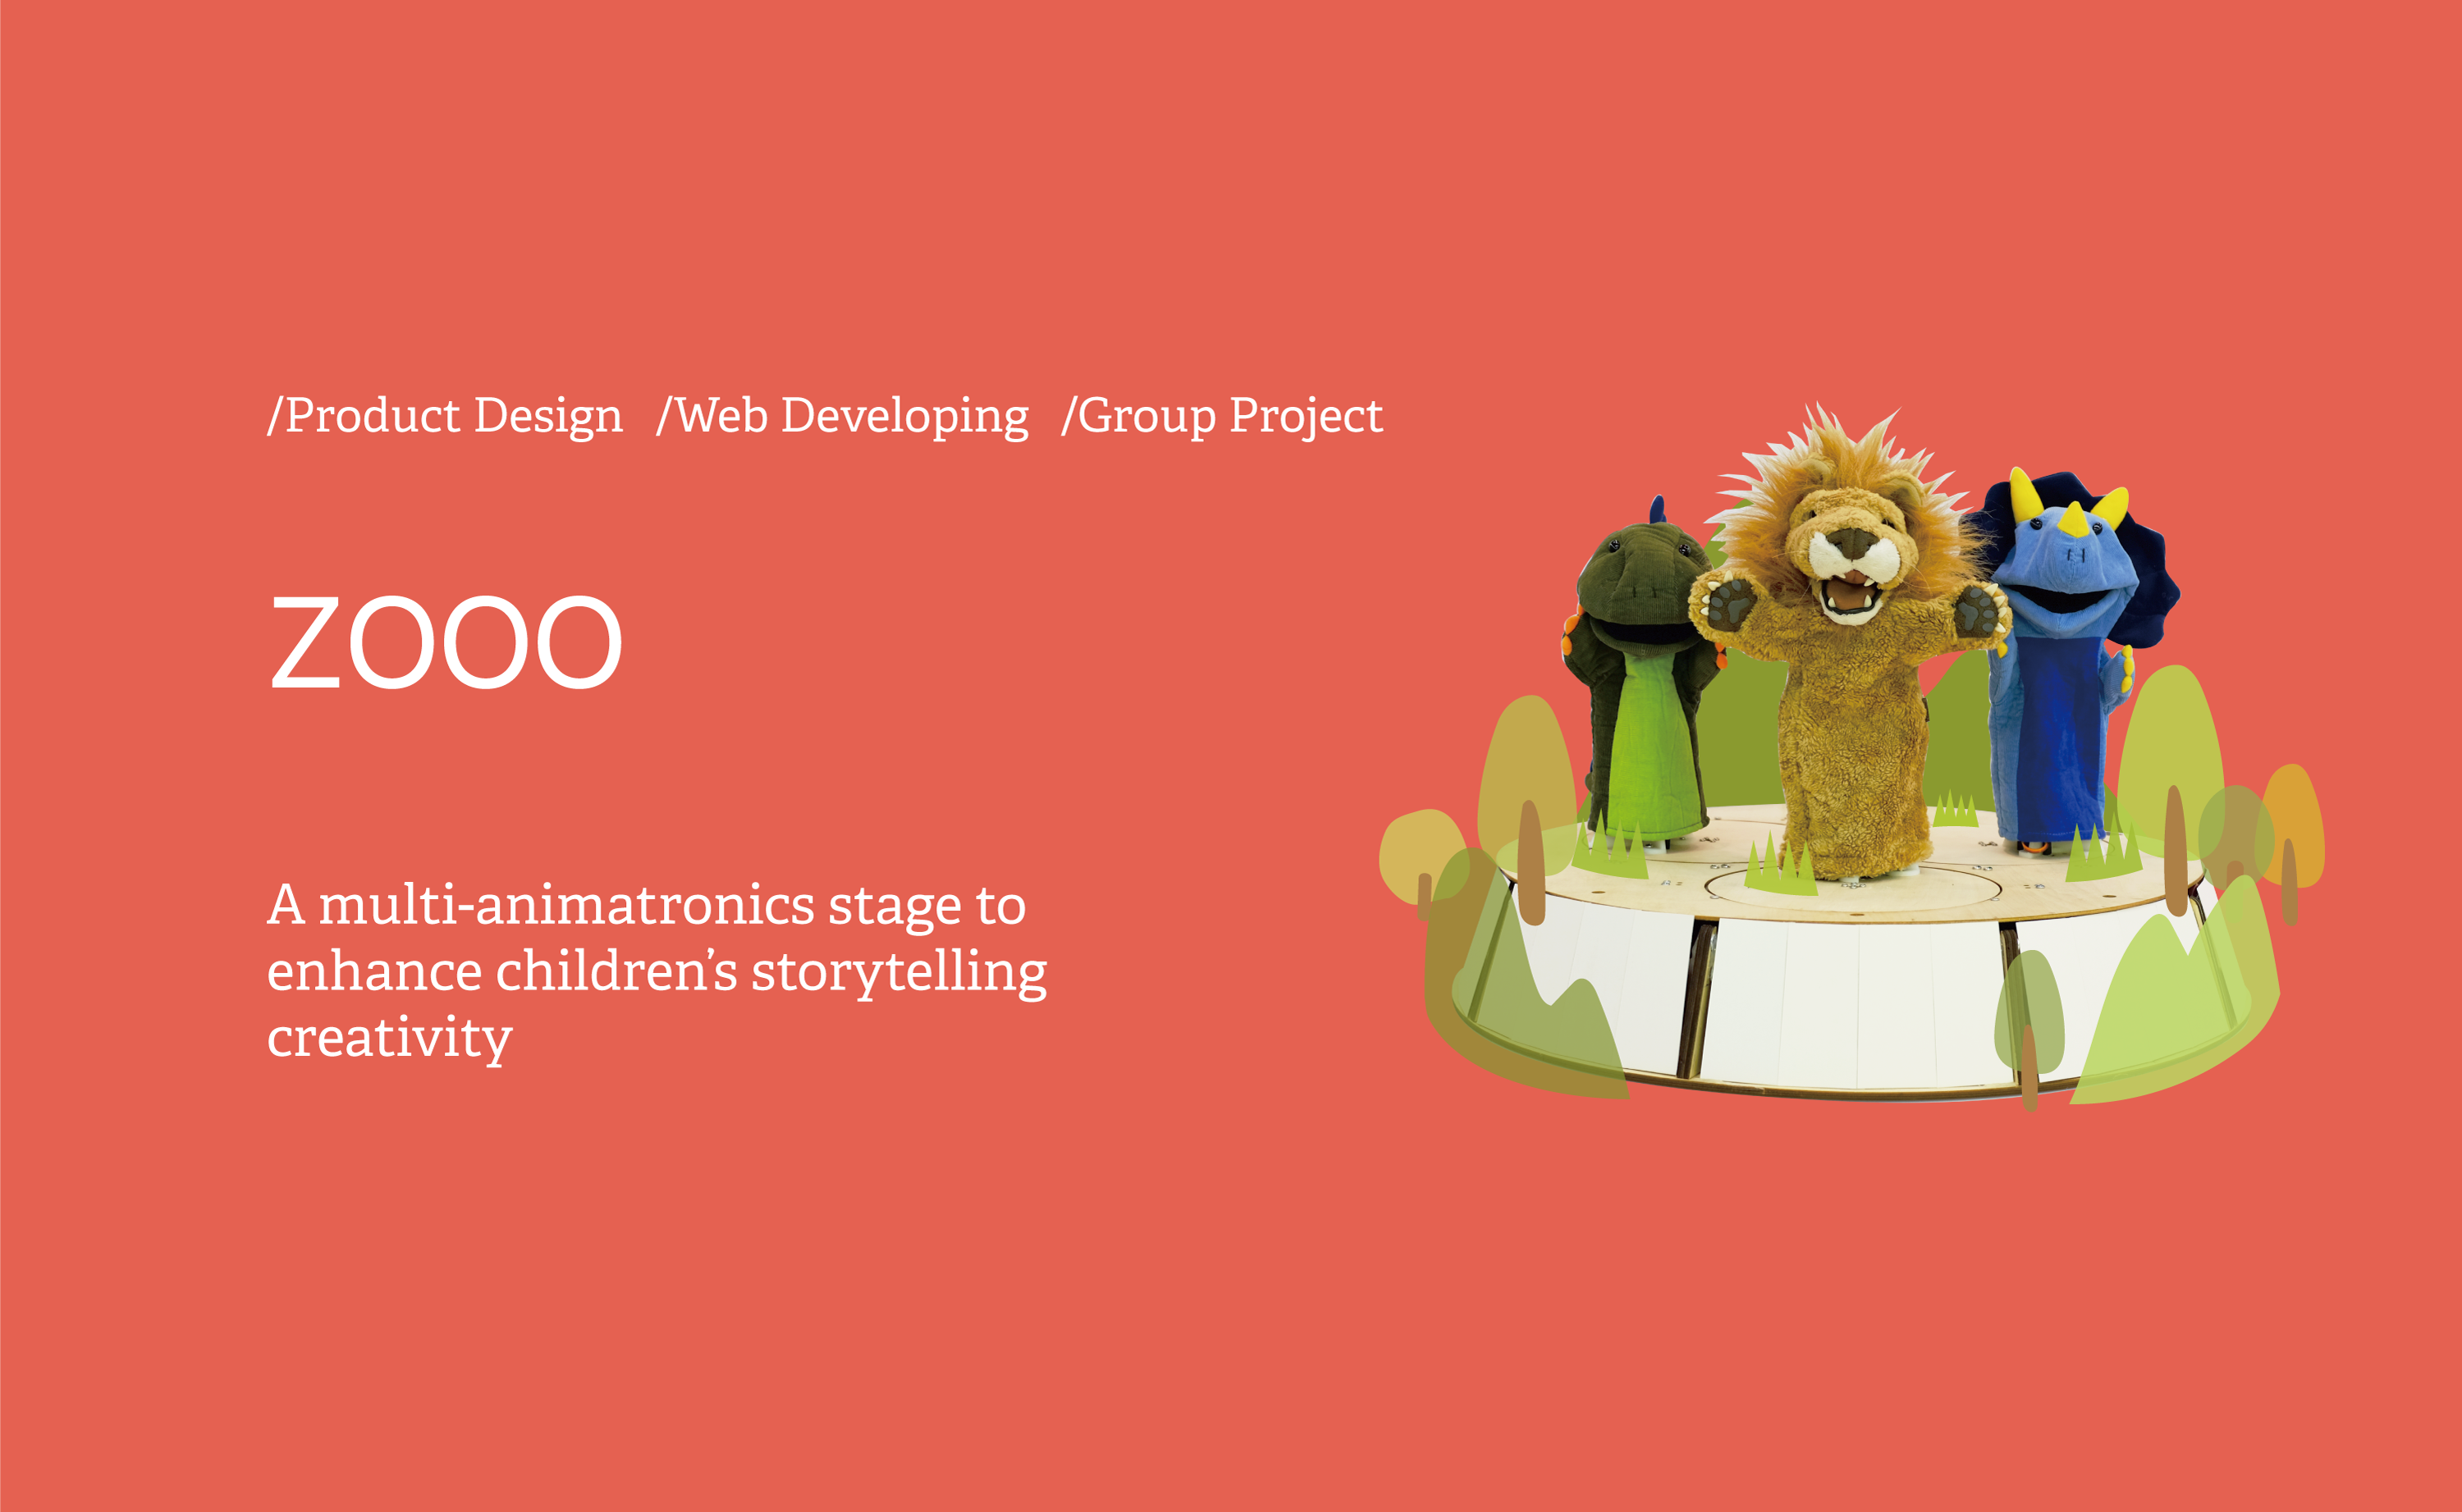 /Product Design /Web Developing /Group Project
ZOOO
A multi-animatronics stage to
enhance children’s storytelling
creativity